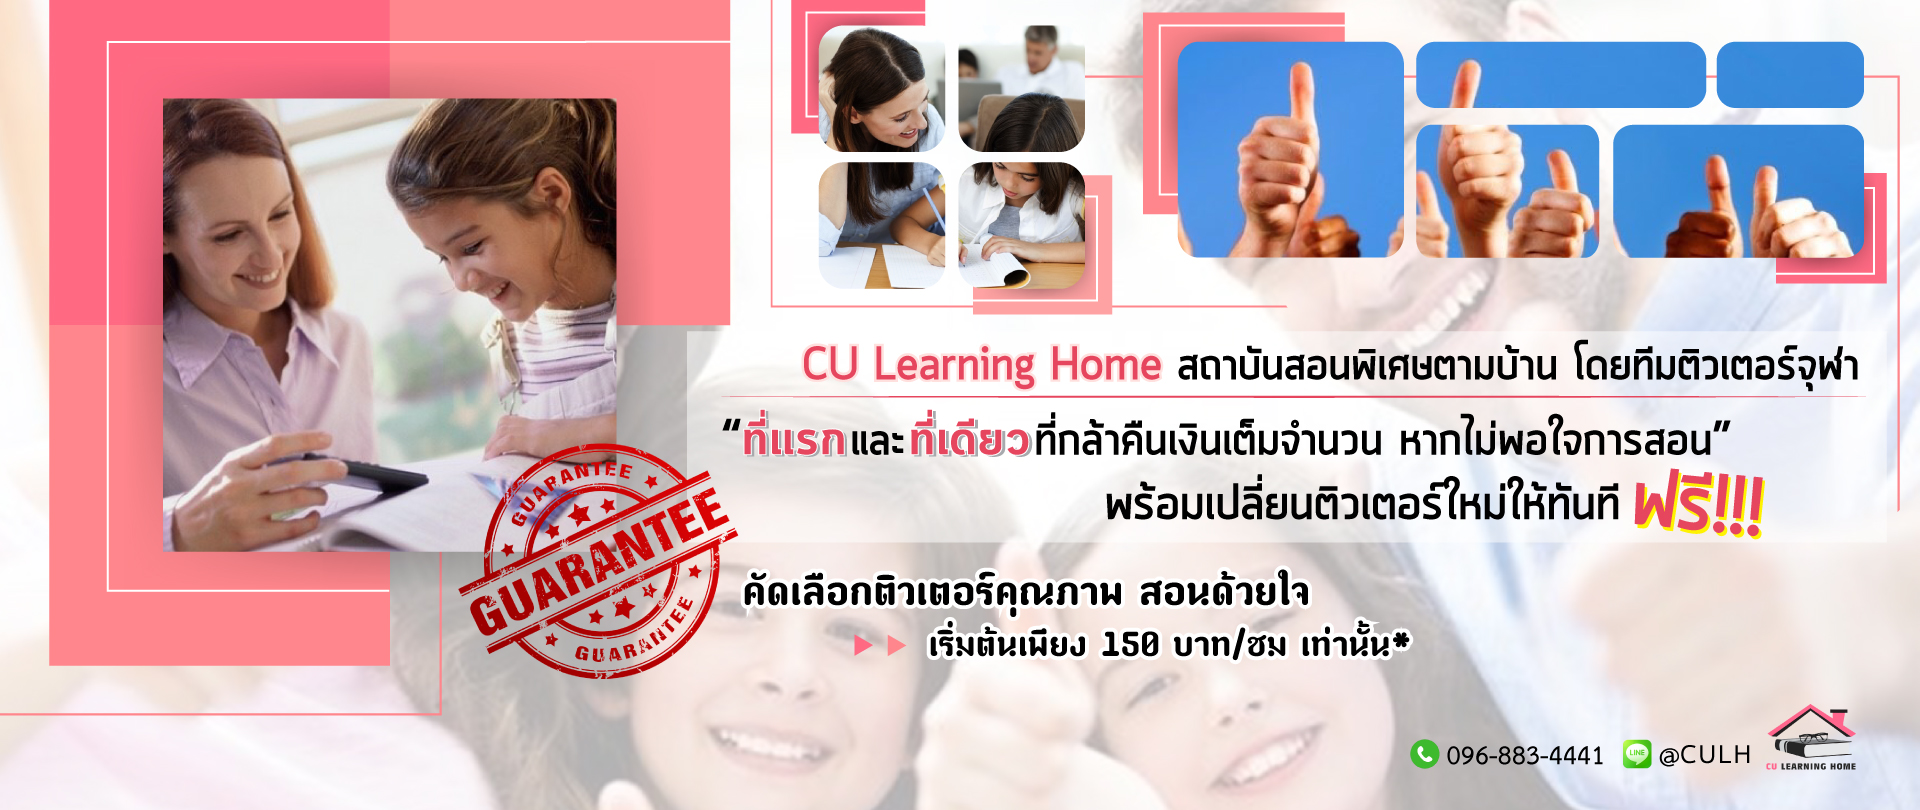 CU Learning Home สถาบันสอนพิเศษตามบ้าน โดยทีมติวเตอร์จุฬา
“ที่แรกและที่เดียวที่กล้าคืนเงินเต็มจำนวน หากไม่พอใจการสอน”
พร้อมเปลี่ยนติวเตอร์ใหม่ให้ทันที ฟรี!!!
GUARANTEE
GUARANTEE
GUARANTEE
คัดเลือกติวเตอร์คุณภาพ สอนด้วยใจ
เริ่มต้นเพียง 150 บาท/ชม เท่านั้น*
096-883-4441 LINE @CULH
CU LEARNING HOME